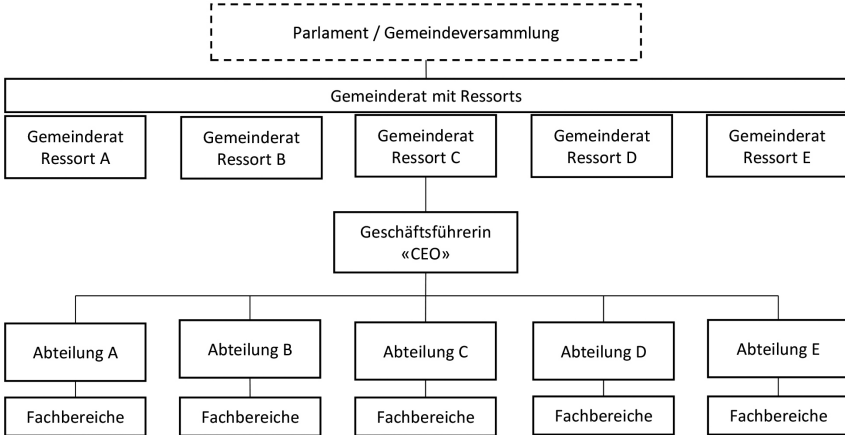 Parlament / Gemeindeversammlung
Gemeinderat mit Ressorts
Gemeinderat
Ressort A
Gemeinderat
Ressort B
Gemeinderat
Ressort C
Gemeinderat
Ressort D
Gemeinderat
Ressort E
Geschäftsführerin
«CEO»
Abteilung A
Abteilung B
Abteilung C
Abteilung D
Abteilung E
Fachbereiche
Fachbereiche
Fachbereiche
Fachbereiche
Fachbereiche